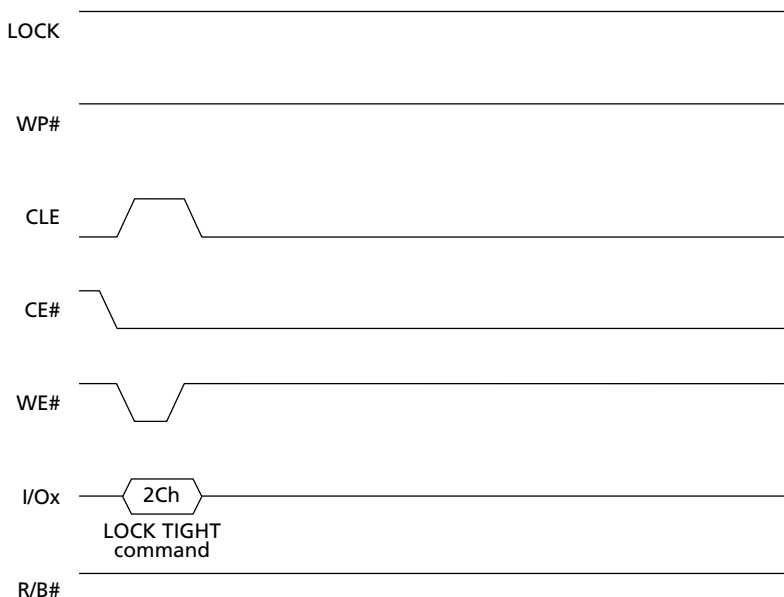 LOCK
WP#
CLE
CE#
WE#
I/Ox
2Ch
LOCK TIGHT
command
R/B#